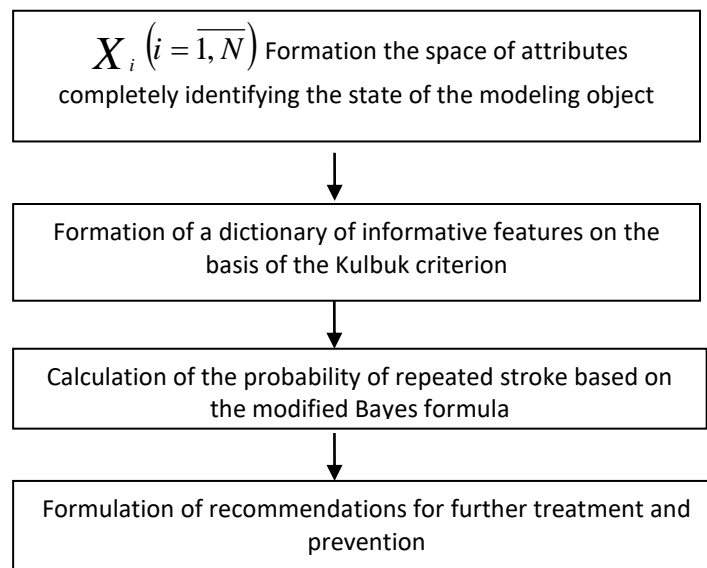 X i (i = 1, N) Formation the space of attributes
completely identifying the state of the modeling object
Formation of a dictionary of informative features on the
basis of the Kulbuk criterion
Calculation of the probability of repeated stroke based on
the modified Bayes formula
Formulation of recommendations for further treatment and
prevention